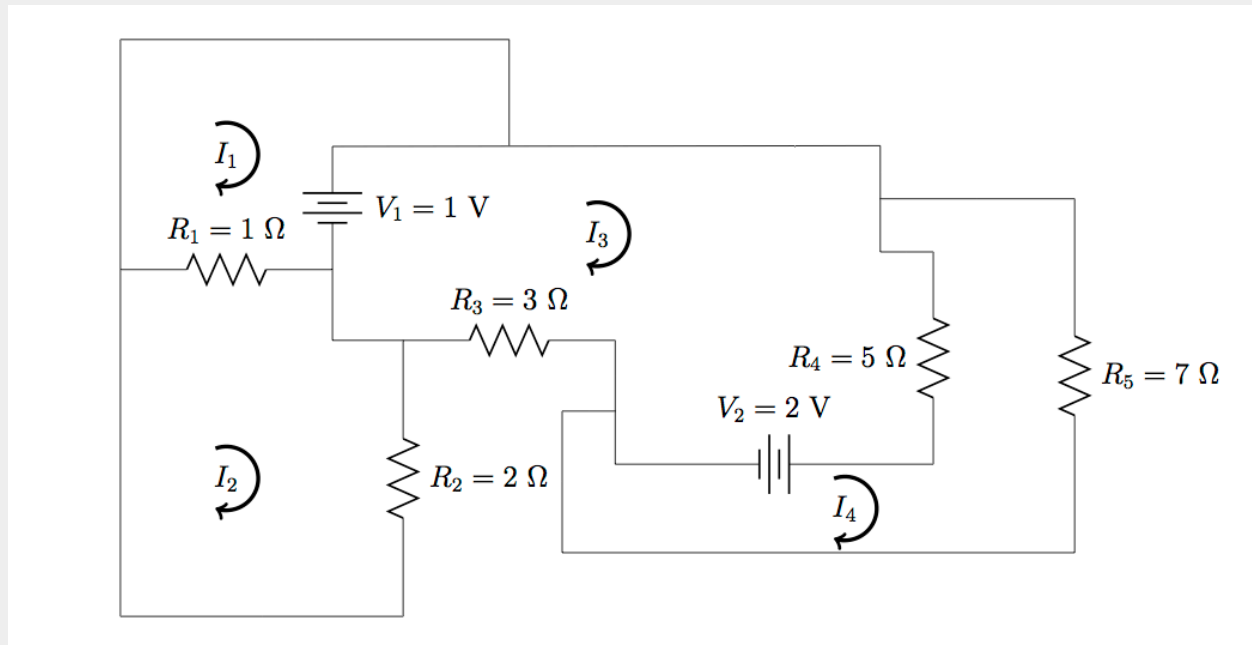 I₁
V₁ = 1 V
R₁ = 1 Ω
I₃
R₃ = 3 Ω
R₄ = 5 Ω
R₅ = 7 Ω
V₂ = 2 V
I₂
R₂ = 2 Ω
I₄